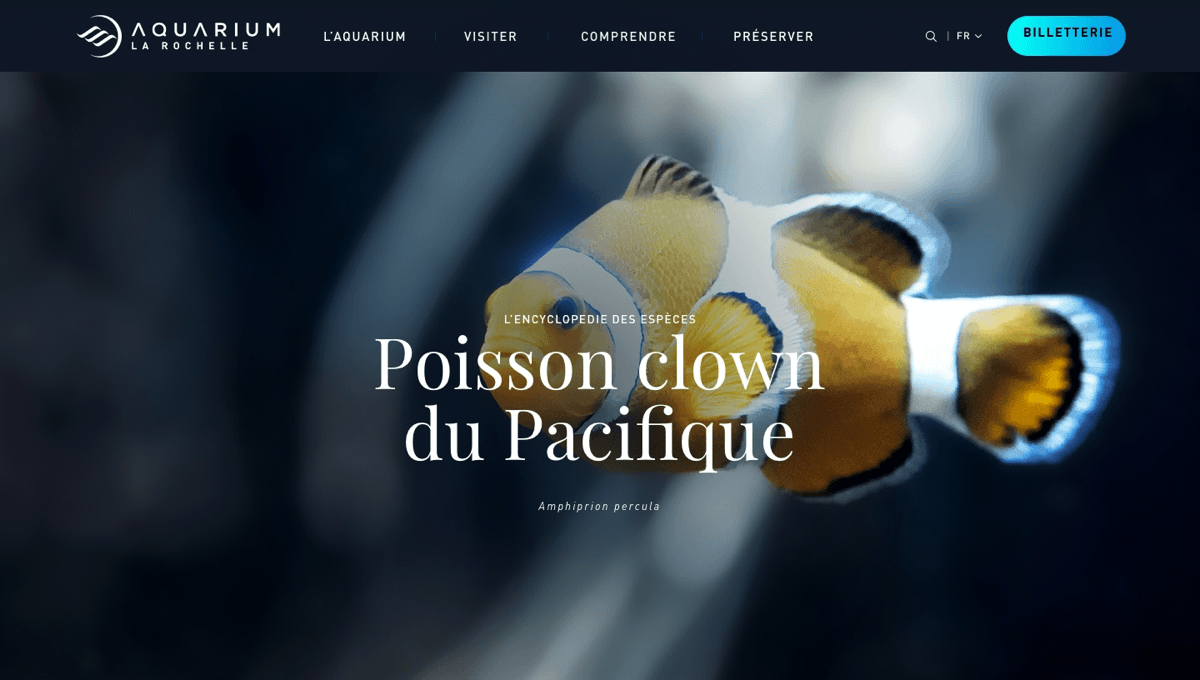 AQUARIUM
LA ROCHELLE
L'AQUARIUM
VISITER
COMPRENDRE
PRÉSERVER
FR
BILLETTERIE
L'ENCYCLOPEDIE DES ESPÈCES
Poisson clown
du Pacifique
Amphiprion percula